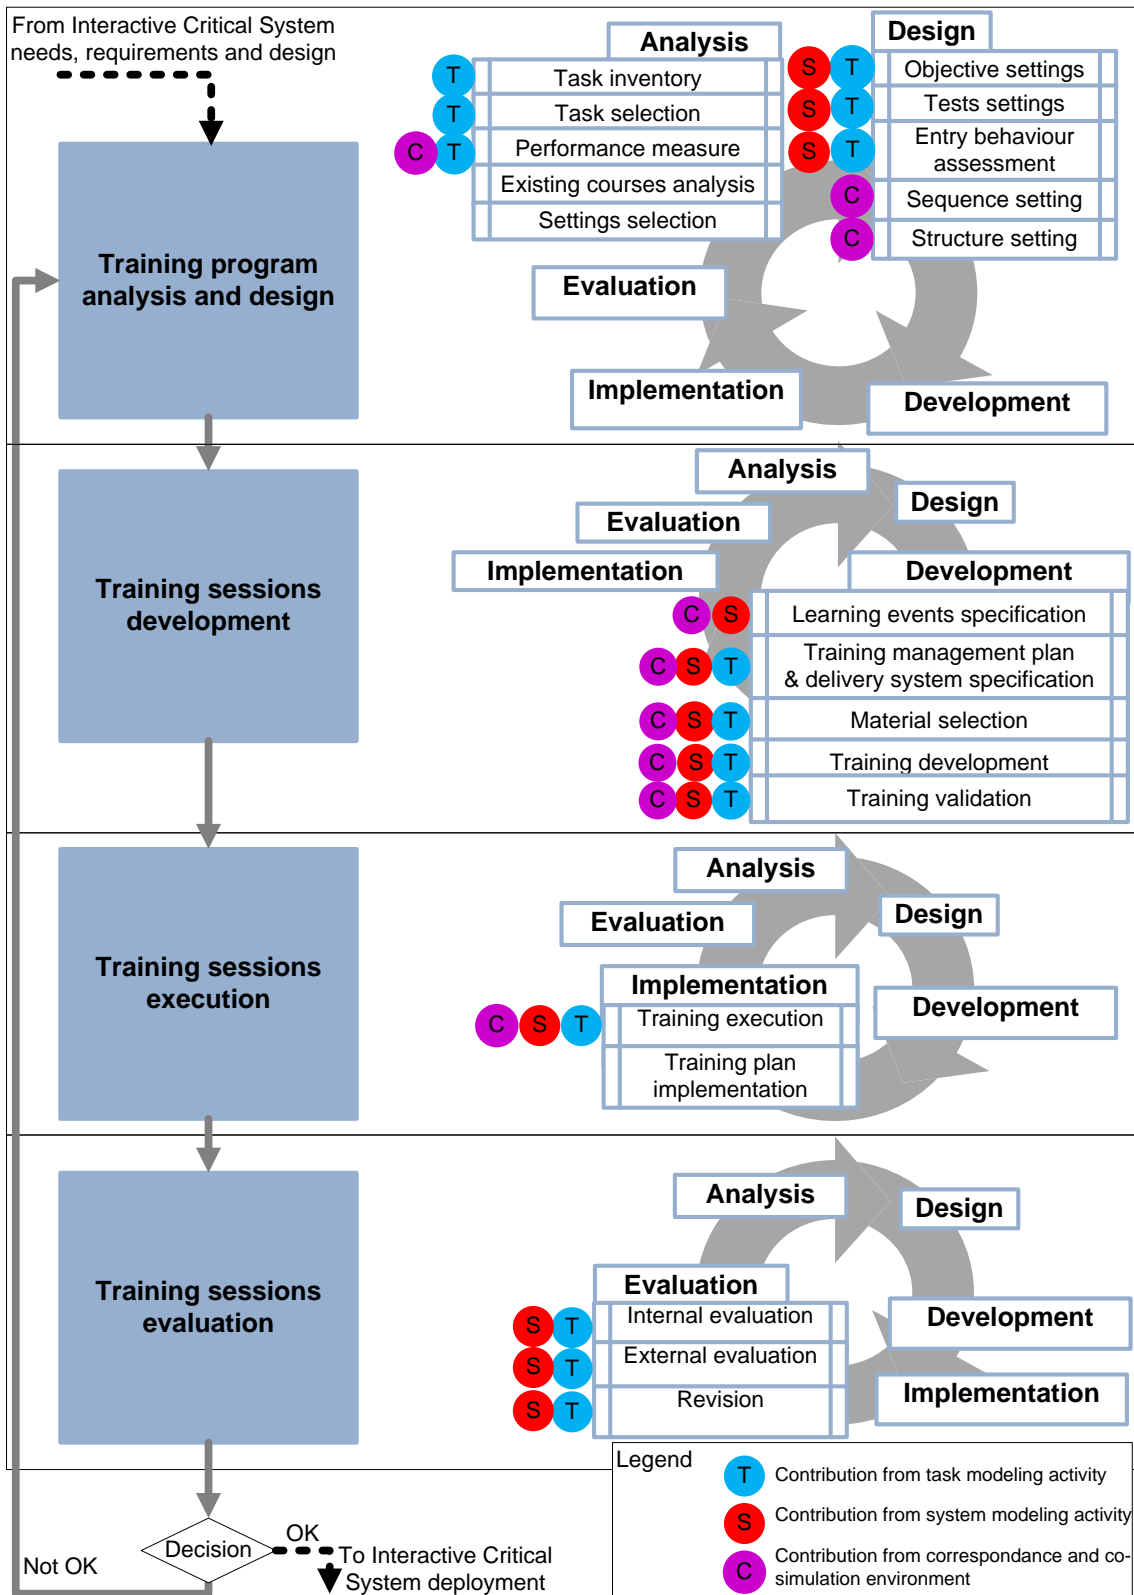 From Interactive Critical System
needs, requirements and design
Training program
analysis and design
Analysis
T
Task inventory
T
Task selection
C T
Performance measure
Existing courses analysis
Settings selection
Design
S T
Objective settings
S T
Tests settings
S T
Entry behaviour
assessment
C
Sequence setting
C
Structure setting
Evaluation
Implementation
Development
Training sessions
development
Analysis
Design
Evaluation
Implementation
Development
C S
Learning events specification
C S T
Training management plan
& delivery system specification
C S T
Material selection
C S T
Training development
C S T
Training validation
Training sessions
execution
Analysis
Design
Evaluation
Implementation
C S T
Training execution
Training plan
implementation
Development
Training sessions
evaluation
Analysis
Design
Evaluation
S T
Internal evaluation
S T
External evaluation
S T
Revision
Development
Implementation
Decision
OK
Not OK
To Interactive Critical
System deployment
Legend
T
Contribution from task modeling activity
S
Contribution from system modeling activity
C
Contribution from correspondance and co-
simulation environment